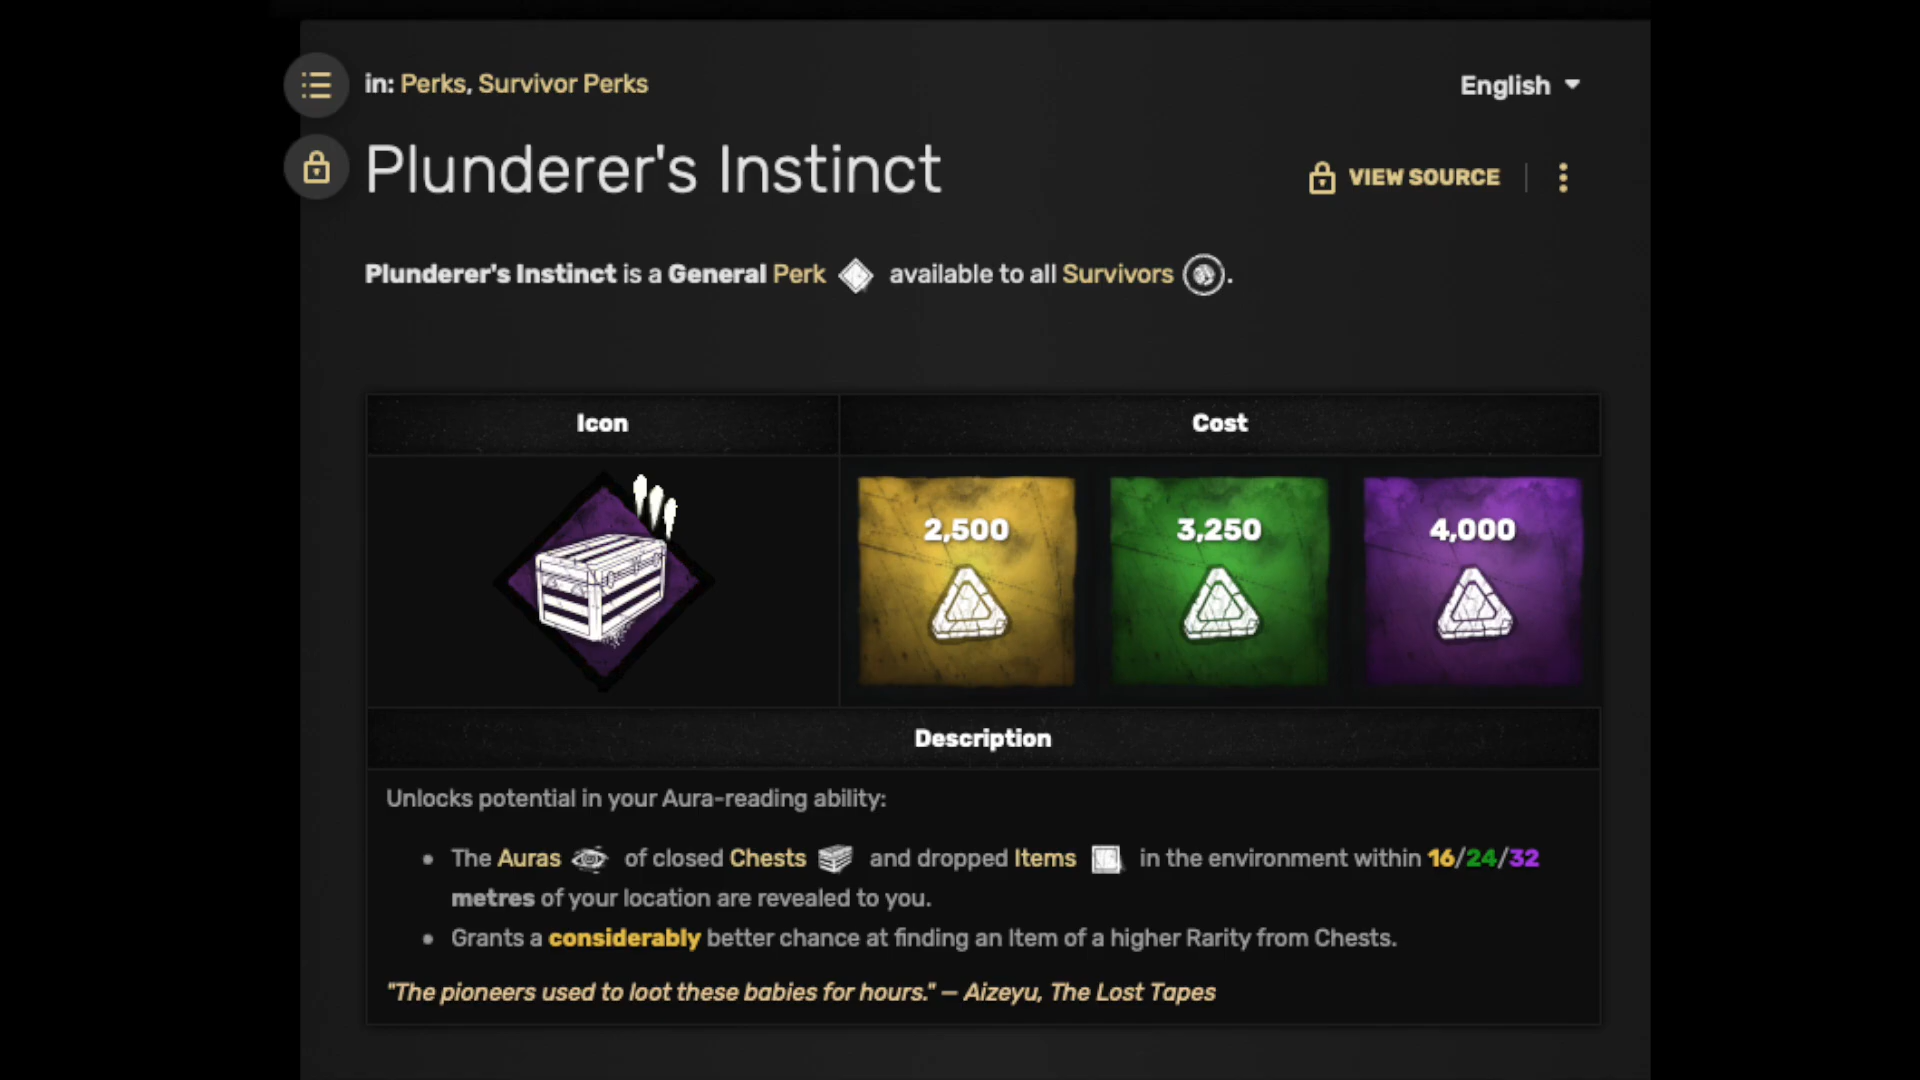 in: Perks, Survivor Perks
English
Plunderer's Instinct
VIEW SOURCE
Plunderer's Instinct is a General Perk available to all Survivors.
Icon
Cost
2,500
3,250
4,000
Description
Unlocks potential in your Aura-reading ability:
• The Auras of closed Chests and dropped Items in the environment within 16/24/32
metres of your location are revealed to you.
• Grants a considerably better chance at finding an Item of a higher Rarity from Chests.
"The pioneers used to loot these babies for hours." — Aizeyu, The Lost Tapes